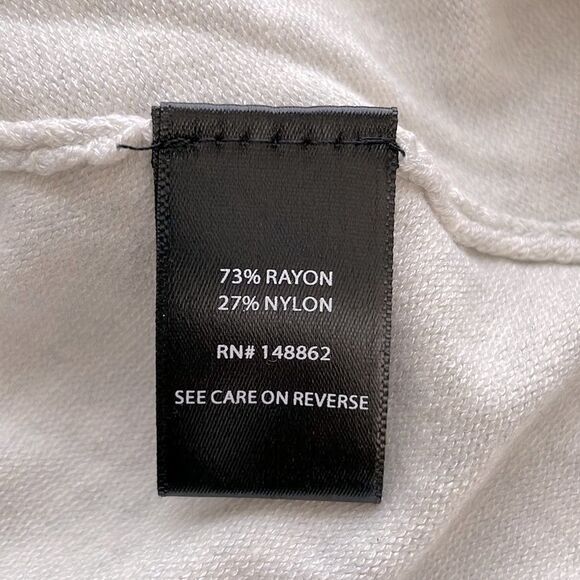 73% RAYON
27% NYLON
RN# 148862
SEE CARE ON REVERSE